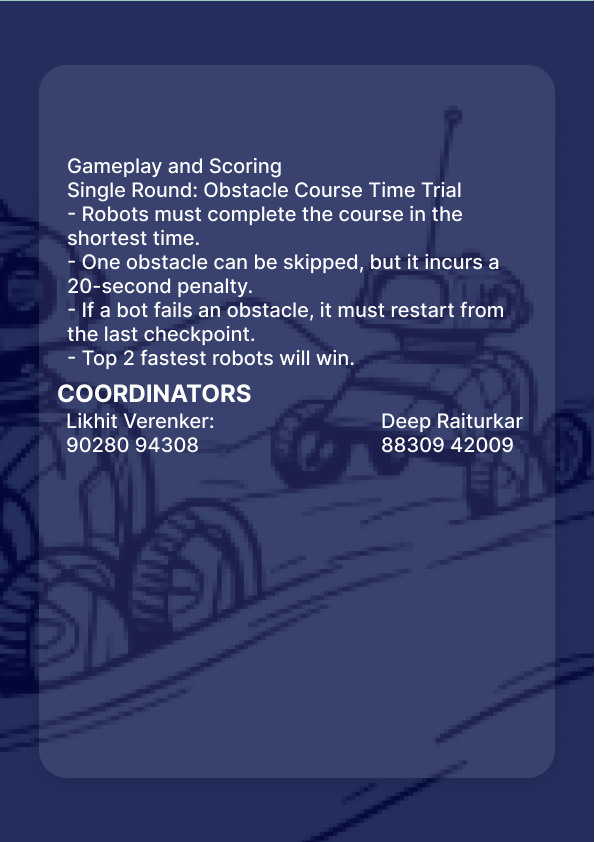 Gameplay and Scoring
Single Round: Obstacle Course Time Trial
- Robots must complete the course in the
shortest time.
- One obstacle can be skipped, but it incurs a
20-second penalty.
- If a bot fails an obstacle, it must restart from
the last checkpoint.
- Top 2 fastest robots will win.
COORDINATORS
Likhit Verenker:
90280 94308
Deep Raiturkar
88309 42009